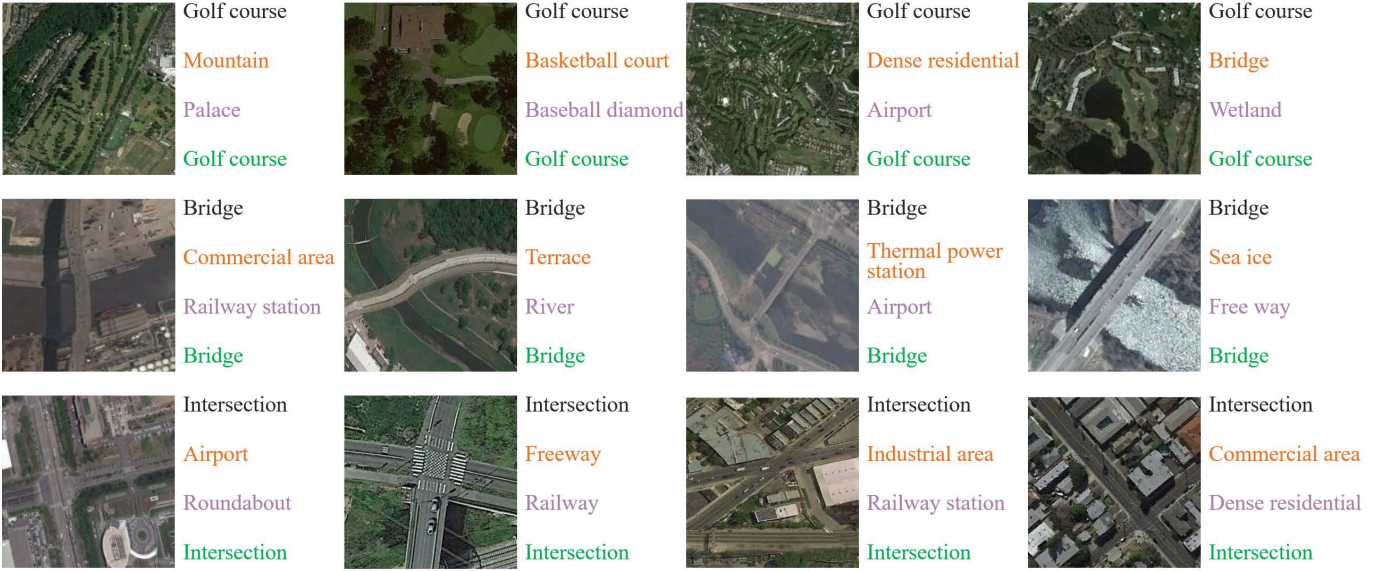 Golf course
Mountain
Palace
Golf course
Golf course
Basketball court
Baseball diamond
Golf course
Golf course
Dense residential
Airport
Golf course
Golf course
Bridge
Wetland
Golf course
Bridge
Commercial area
Railway station
Bridge
Bridge
Terrace
River
Bridge
Bridge
Thermal power
station
Airport
Bridge
Bridge
Sea ice
Free way
Bridge
Intersection
Airport
Roundabout
Intersection
Intersection
Freeway
Railway
Intersection
Intersection
Industrial area
Railway station
Intersection
Intersection
Commercial area
Dense residential
Intersection